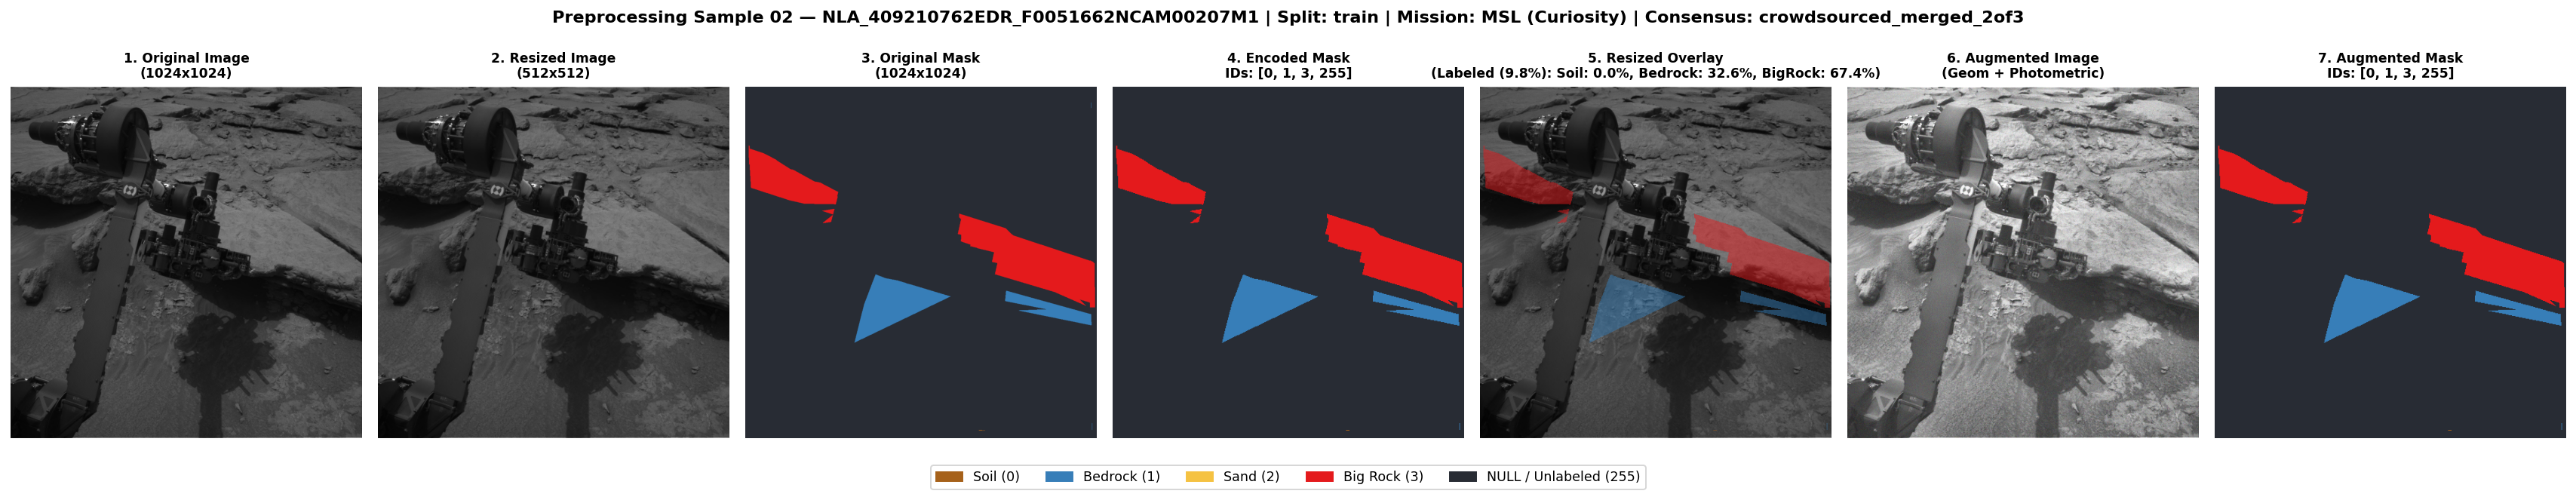 Preprocessing Sample 02 — NLA_409210762EDR_F0051662NCAM00207M1 | Split: train | Mission: MSL (Curiosity) | Consensus: crowdsourced_merged_2of3
1. Original Image
(1024x1024)
2. Resized Image
(512x512)
3. Original Mask
(1024x1024)
4. Encoded Mask
IDs: [0, 1, 3, 255]
5. Resized Overlay
(Labeled (9.8%): Soil: 0.0%, Bedrock: 32.6%, BigRock: 67.4%)
6. Augmented Image
(Geom + Photometric)
7. Augmented Mask
IDs: [0, 1, 3, 255]
Soil (0)
Bedrock (1)
Sand (2)
Big Rock (3)
NULL / Unlabeled (255)